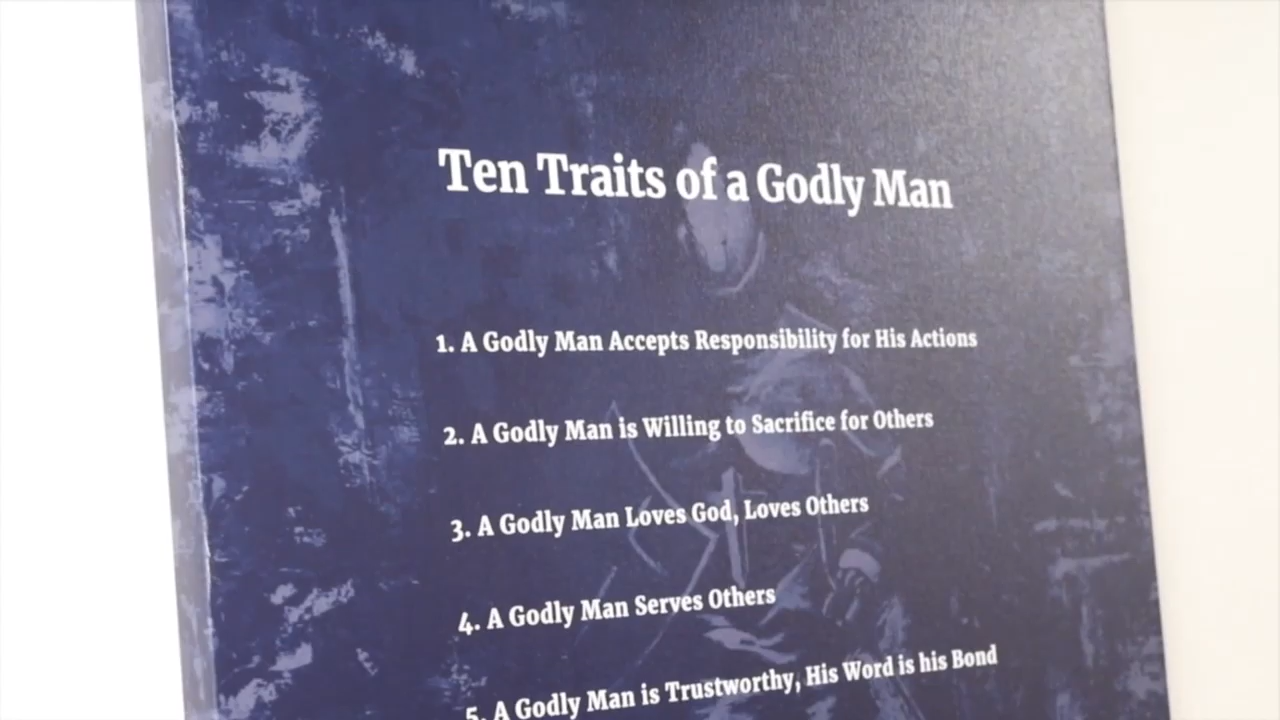 Ten Traits of a Godly Man
1. A Godly Man Accepts Responsibility for His Actions
2. A Godly Man is Willing to Sacrifice for Others
3. A Godly Man Loves God, Loves Others
4. A Godly Man Serves Others
5. A Godly Man is Trustworthy, His Word is his Bond